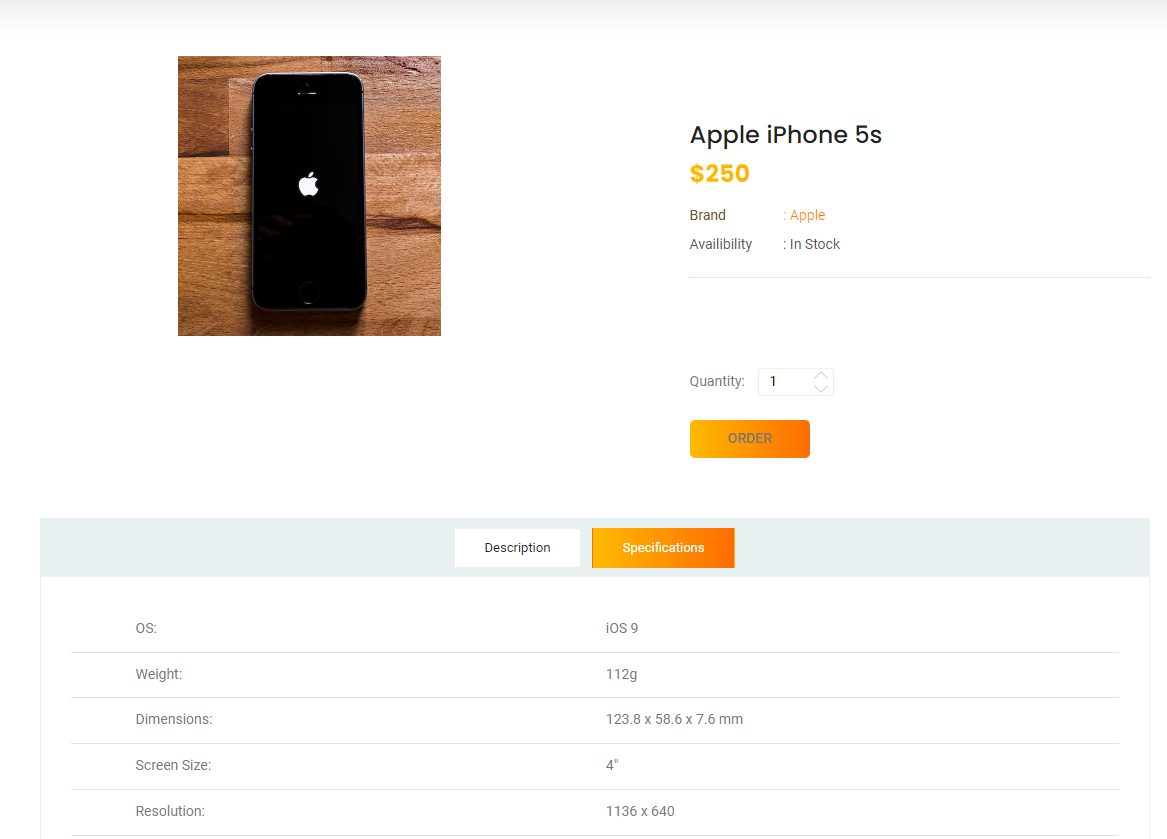 Apple iPhone 5s
$250
Brand : Apple
Availibility : In Stock
Quantity: 1
ORDER
Description Specifications
OS: iOS 9
Weight: 112g
Dimensions: 123.8 x 58.6 x 7.6 mm
Screen Size: 4"
Resolution: 1136 x 640